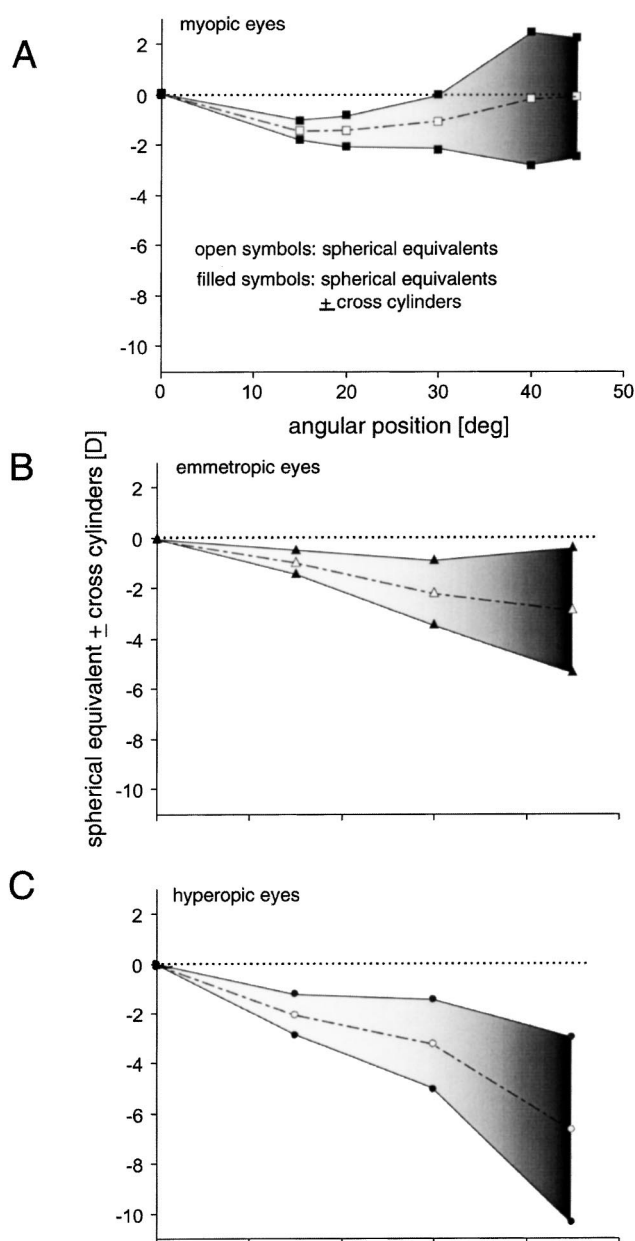 A
myopic eyes
2
0
-2
-4
-6
-8
-10
open symbols: spherical equivalents
filled symbols: spherical equivalents
+ cross cylinders
0 10 20 30 40 50
angular position [deg]
spherical equivalent + cross cylinders [D]
B
emmetropic eyes
2
0
-2
-4
-6
-8
-10
C
hyperopic eyes
2
0
-2
-4
-6
-8
-10